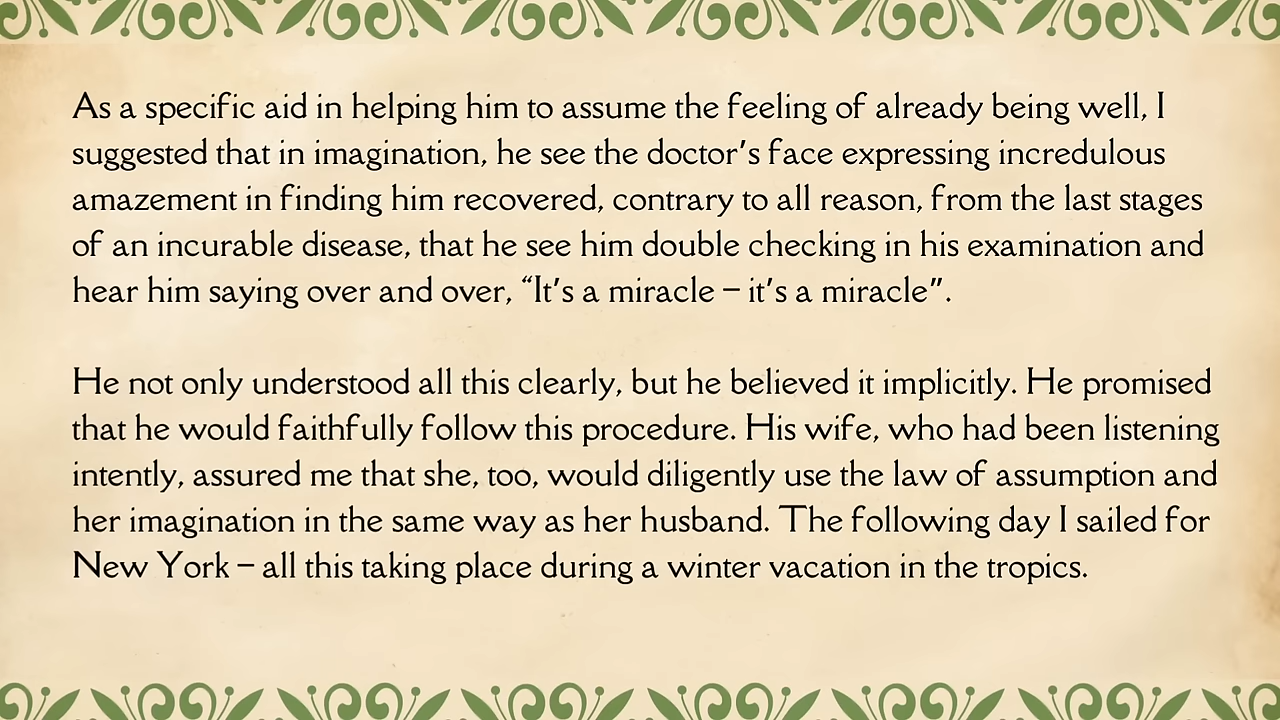 As a specific aid in helping him to assume the feeling of already being well, I
suggested that in imagination, he see the doctor's face expressing incredulous
amazement in finding him recovered, contrary to all reason, from the last stages
of an incurable disease, that he see him double checking in his examination and
hear him saying over and over, “It's a miracle – it's a miracle”.
He not only understood all this clearly, but he believed it implicitly. He promised
that he would faithfully follow this procedure. His wife, who had been listening
intently, assured me that she, too, would diligently use the law of assumption and
her imagination in the same way as her husband. The following day I sailed for
New York – all this taking place during a winter vacation in the tropics.